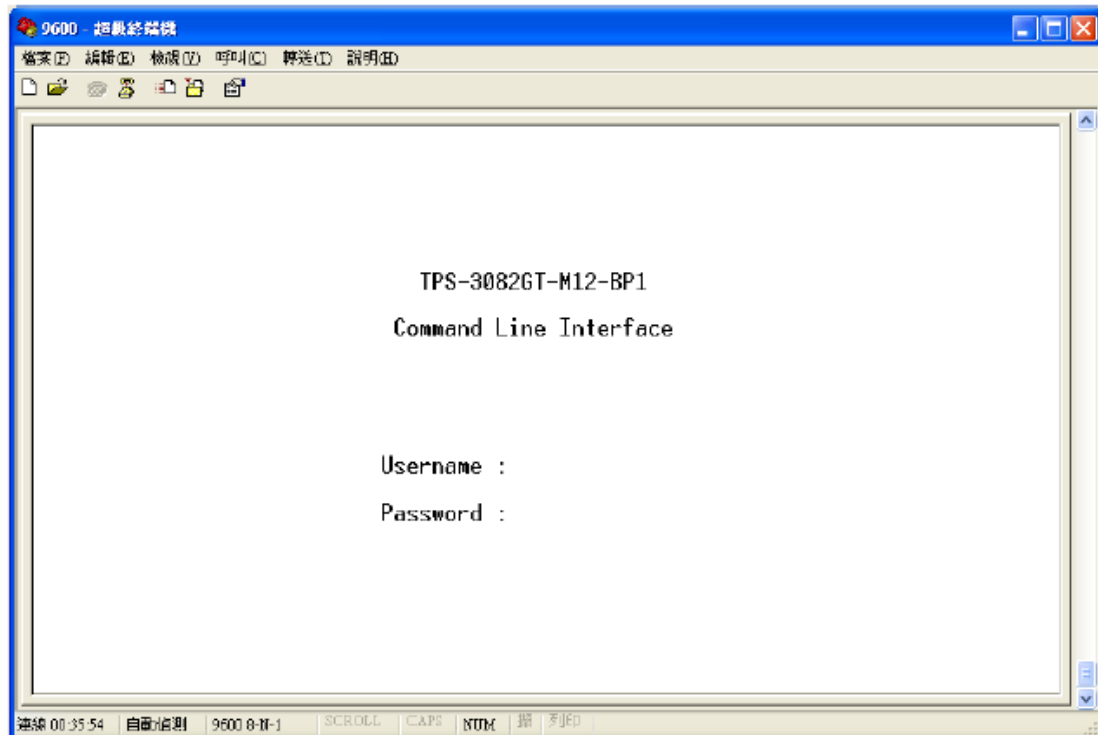 9600 - 超級終端機
檔案(F) 編輯(E) 檢視(V) 呼叫(C) 轉送(T) 說明(H)
TPS-3082GT-M12-BP1
Command Line Interface
Username :
Password :
連線 00:35:54 自動偵測 9600 8-N-1 SCROLL CAPS NUM 擷 列印